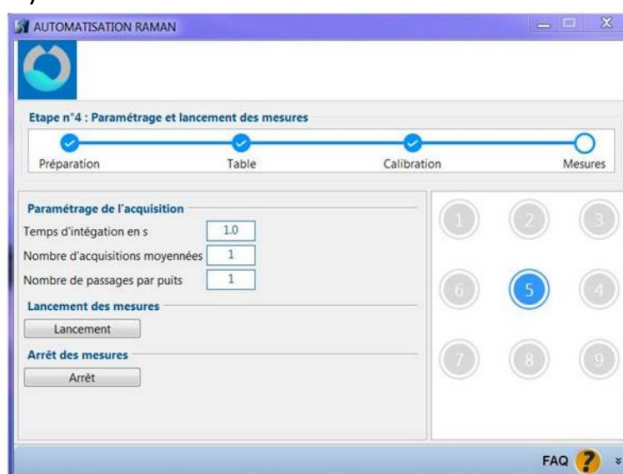 AUTOMATISATION RAMAN
Etape n°4 : Paramétrage et lancement des mesures
Préparation Table Calibration Mesures
Paramétrage de l'acquisition
Temps d'intégation en s 1.0
Nombre d'acquisitions moyennées 1
Nombre de passages par puits 1
Lancement des mesures
Lancement
Arrêt des mesures
Arrêt
1 2 3
6 5 4
7 8 9
FAQ ?